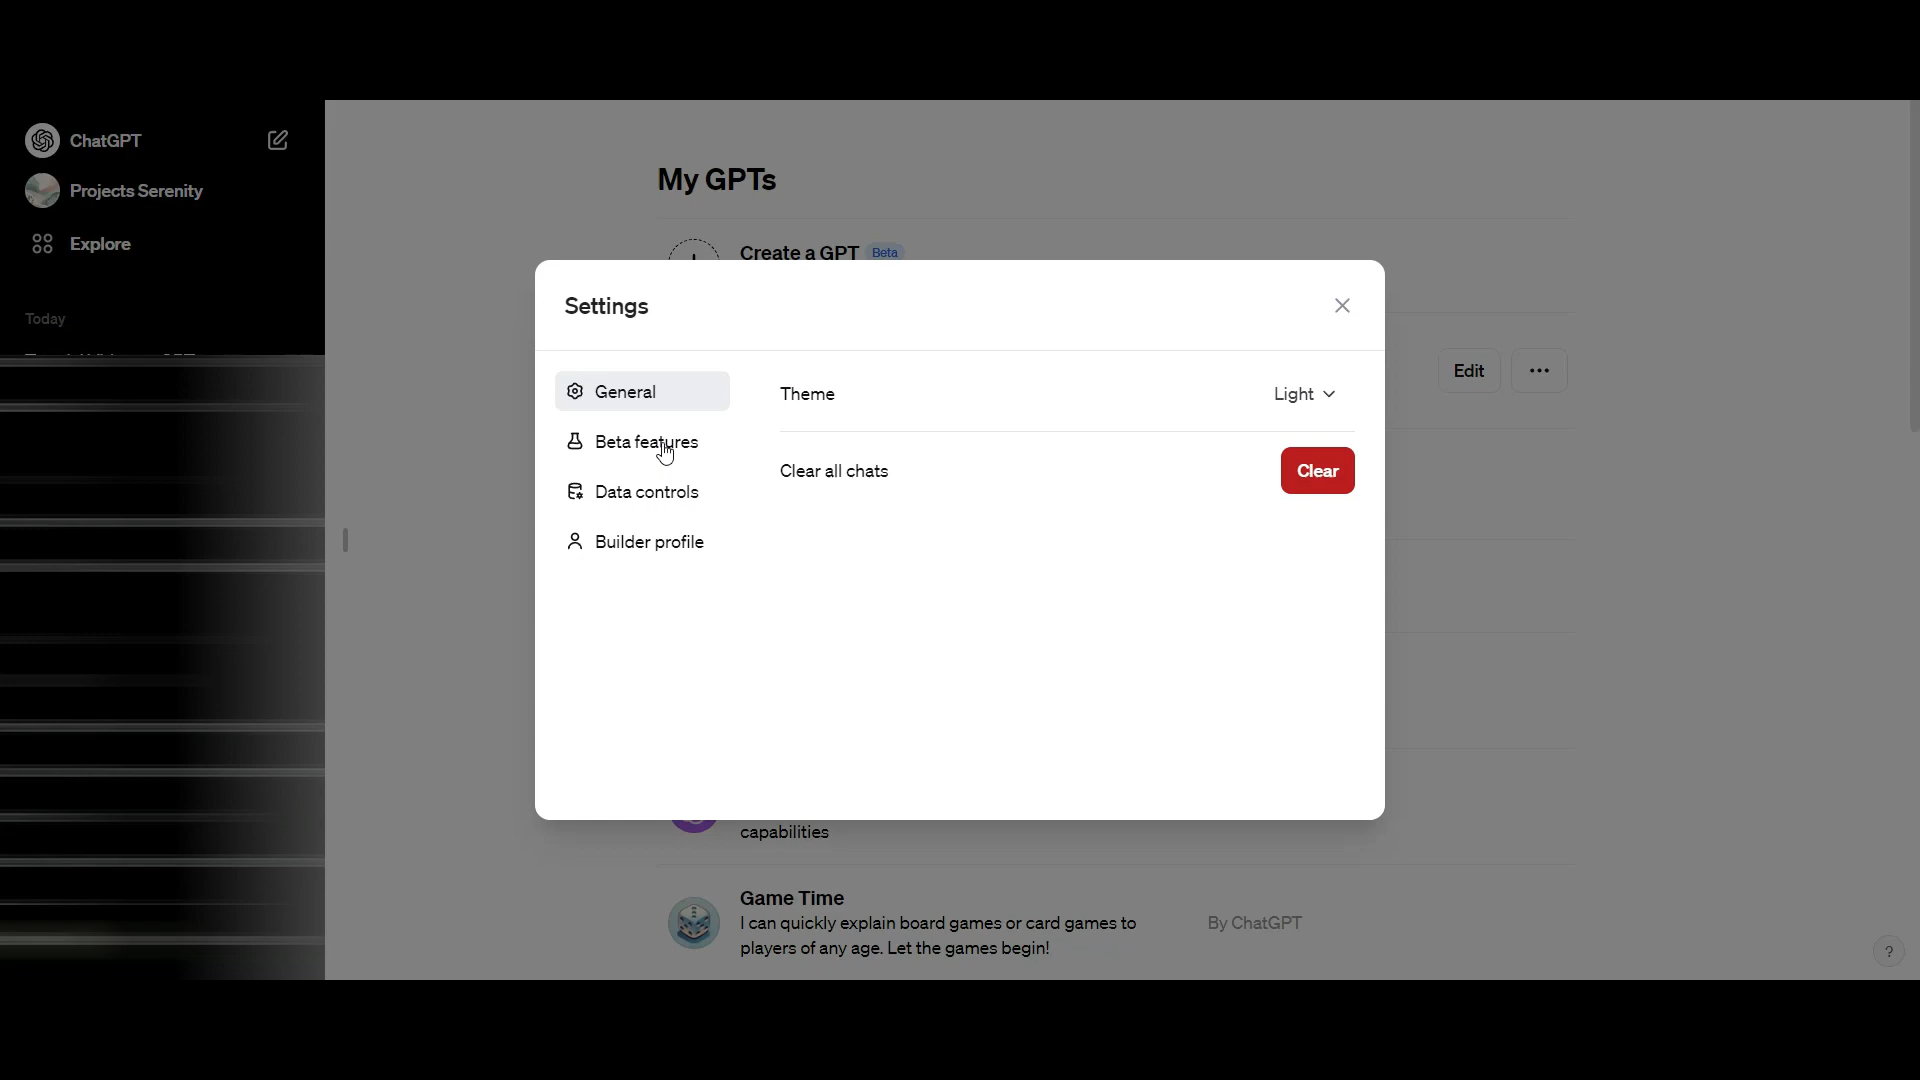 ChatGPT
Projects Serenity
Explore
Today
My GPTs
Create a GPT Beta
Settings
General
Beta features
Data controls
Builder profile
Theme
Light
Clear all chats
Clear
Edit
capabilities
Game Time
I can quickly explain board games or card games to
players of any age. Let the games begin!
By ChatGPT
?